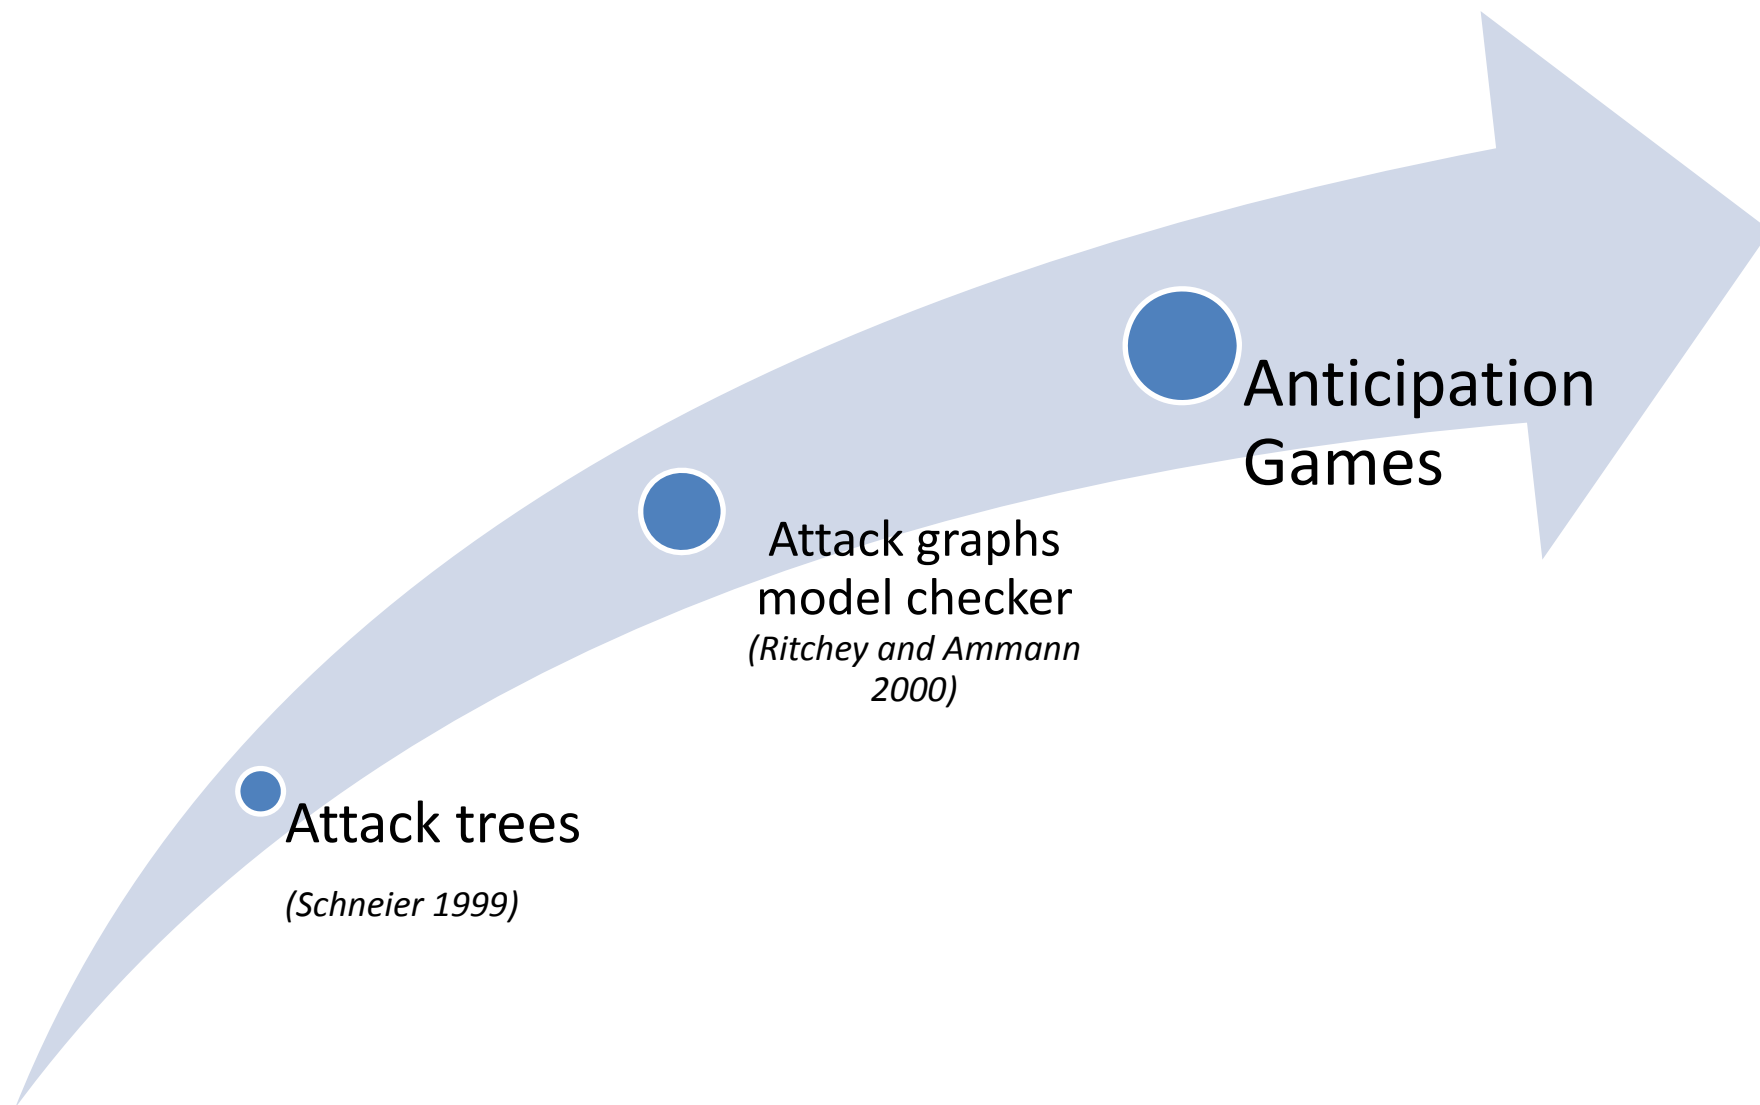 Attack trees
(Schneier 1999)
Attack graphs
model checker
(Ritchey and Ammann
2000)
Anticipation
Games